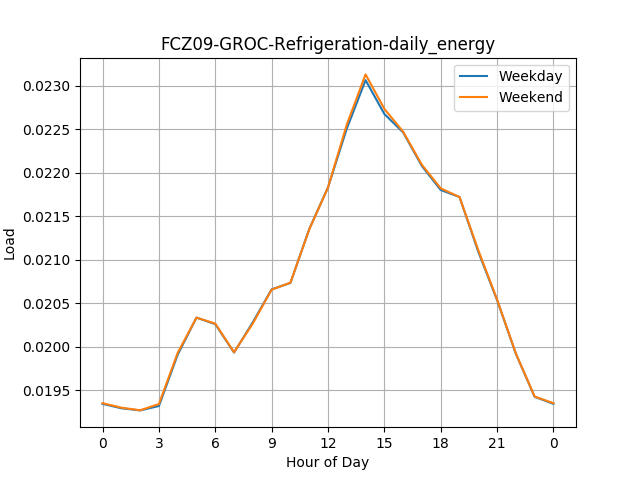 FCZ09-GROC-Refrigeration-daily_energy
Weekday
Weekend
0.0230
0.0225
0.0220
0.0215
0.0210
0.0205
0.0200
0.0195
Load
0 3 6 9 12 15 18 21 0
Hour of Day